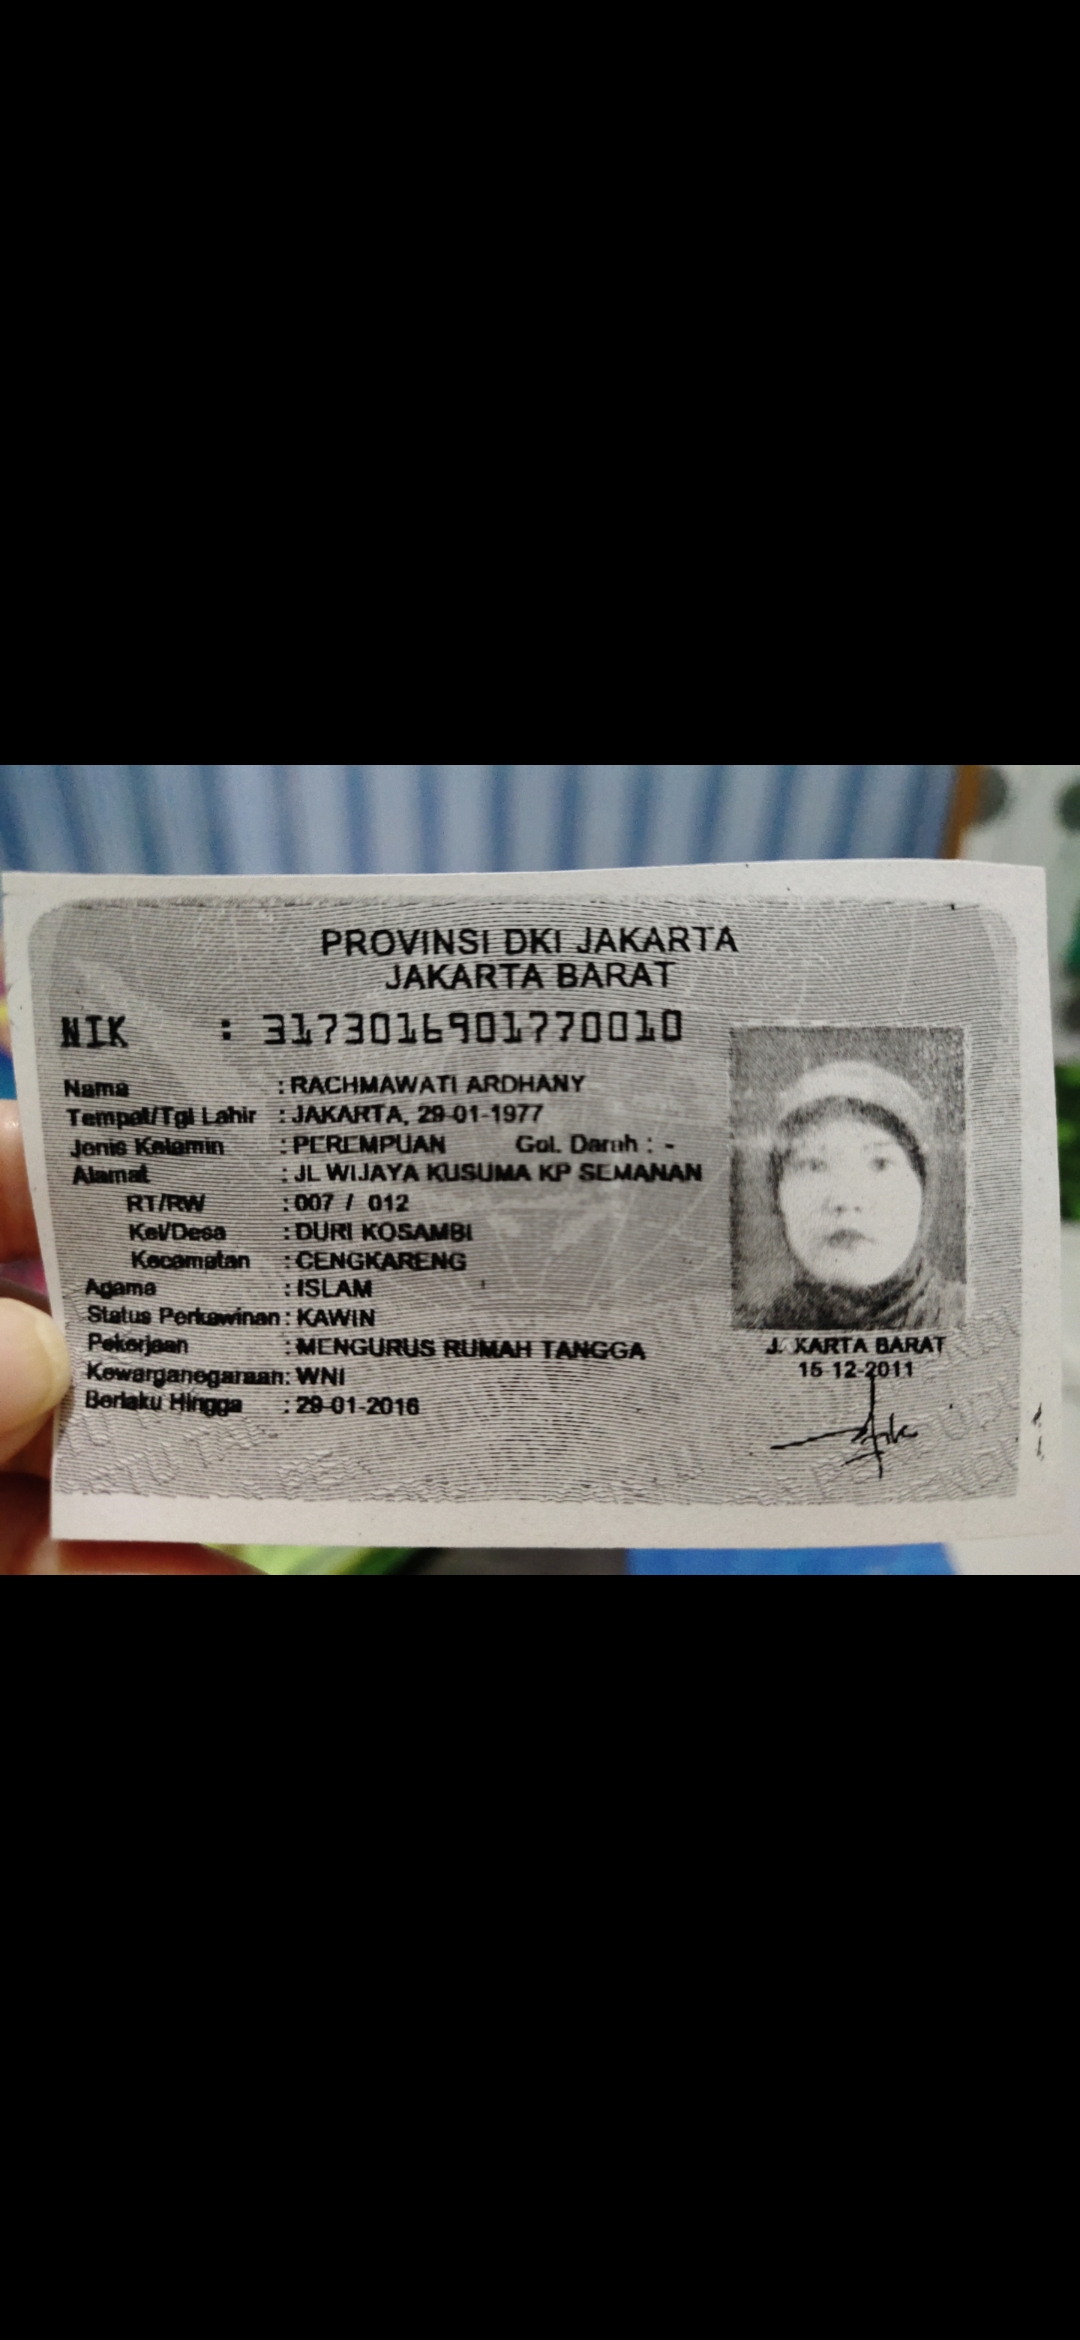 PROVINSI DKI JAKARTA
JAKARTA BARAT
NIK : 3173016901770010
Nama : RACHMAWATI ARDHANY
Tempat/Tgl Lahir : JAKARTA, 29-01-1977
Jenis Kelamin : PEREMPUAN Gol. Darah : -
Alamat : JL WIJAYA KUSUMA KP SEMANAN
RT/RW : 007 / 012
Kel/Desa : DURI KOSAMBI
Kecamatan : CENGKARENG
Agama : ISLAM
Status Perkawinan : KAWIN
Pekerjaan : MENGURUS RUMAH TANGGA
Kewarganegaraan: WNI
Berlaku Hingga : 29-01-2016
J. KARTA BARAT
15-12-2011